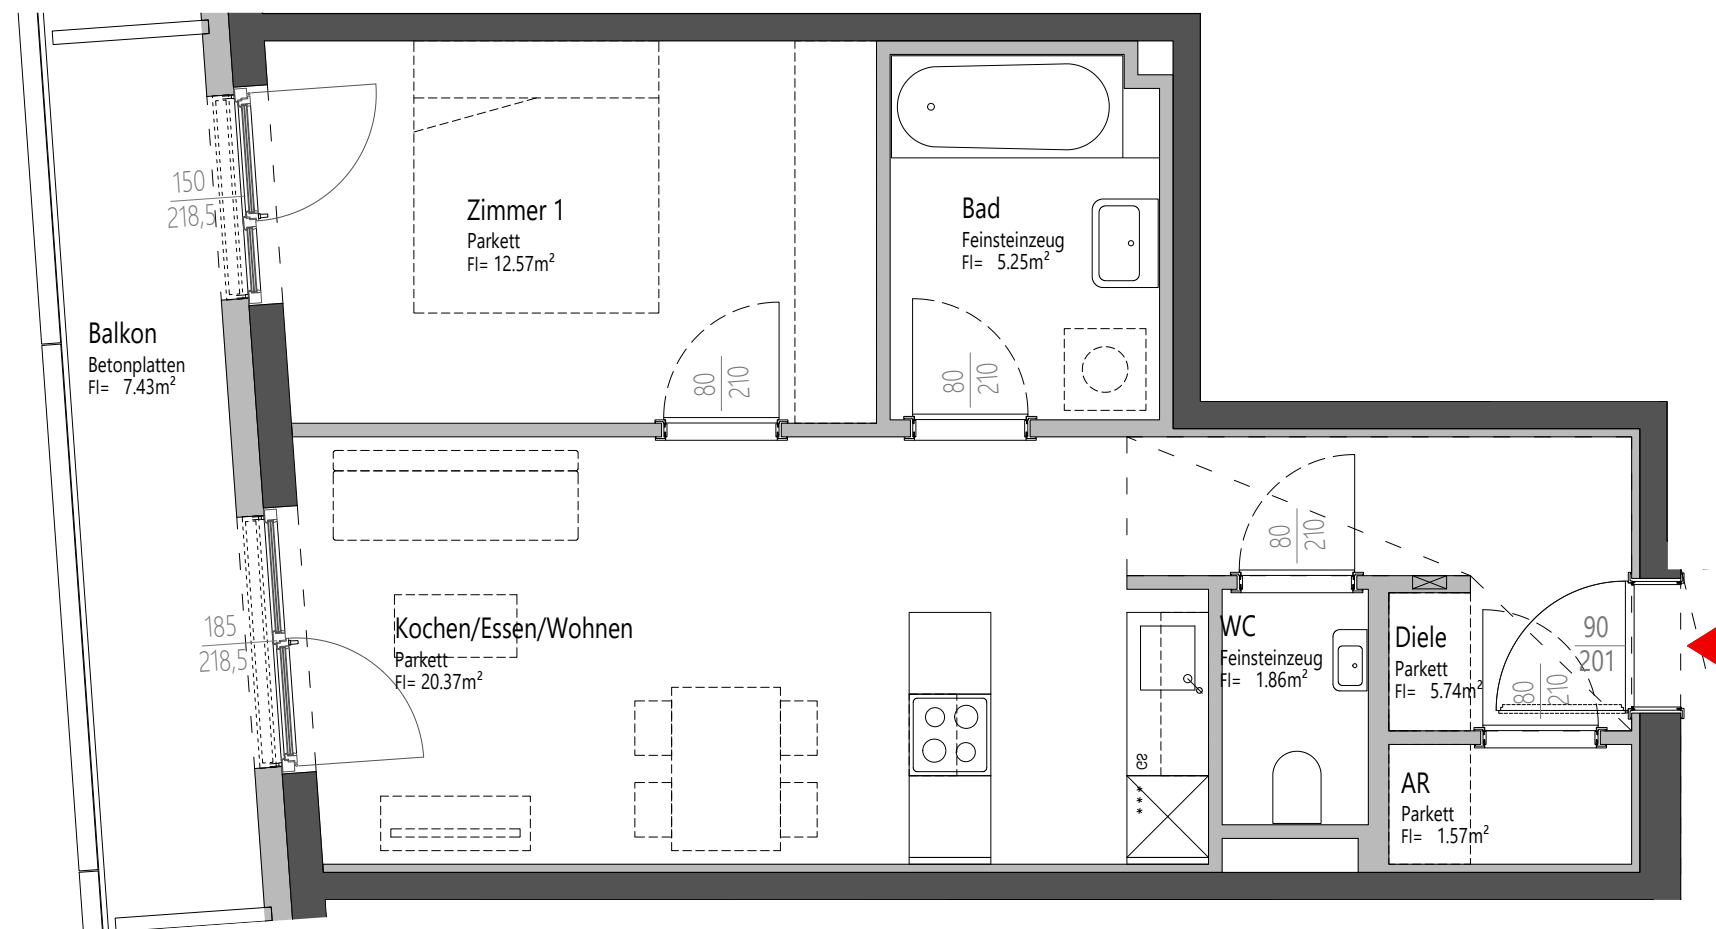 150
218,5
Zimmer 1
Parkett
Fl= 12.57m²
Bad
Feinsteinzeug
Fl= 5.25m²
Balkon
Betonplatten
Fl= 7.43m²
80
210
80
210
80
210
185
218,5
Kochen/Essen/Wohnen
Parkett
Fl= 20.37m²
WC
Feinsteinzeug
Fl= 1.86m²
Diele
Parkett
Fl= 5.74m²
90
201
80
210
GS
***
AR
Parkett
Fl= 1.57m²